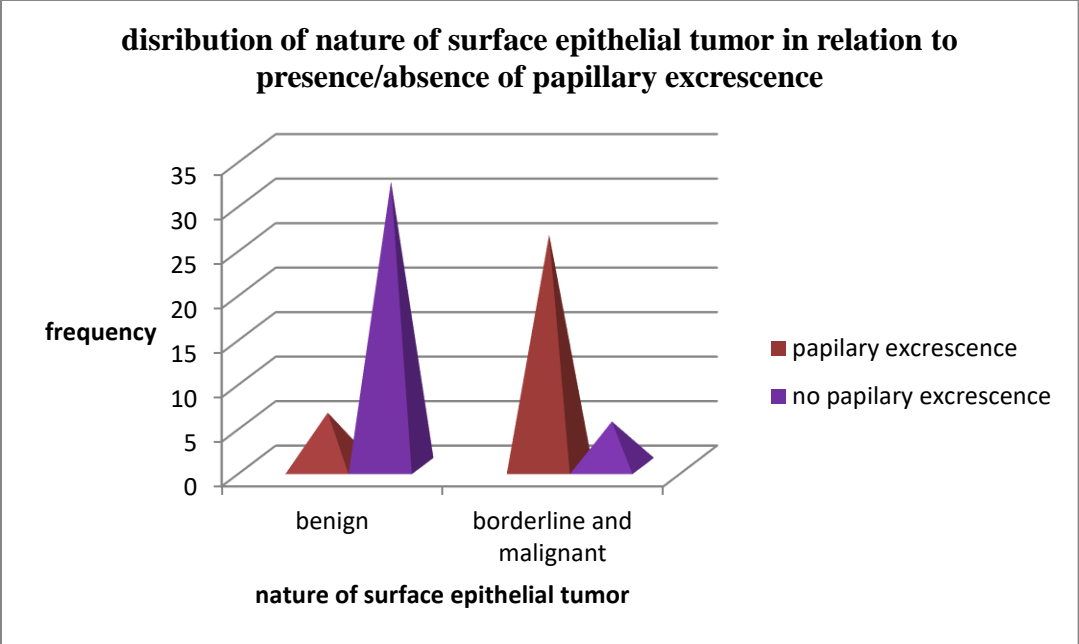 disribution of nature of surface epithelial tumor in relation to
presence/absence of papillary excrescence
35
30
25
20
15
10
5
0
frequency
benign
borderline and
malignant
nature of surface epithelial tumor
papilary excrescence
no papilary excrescence